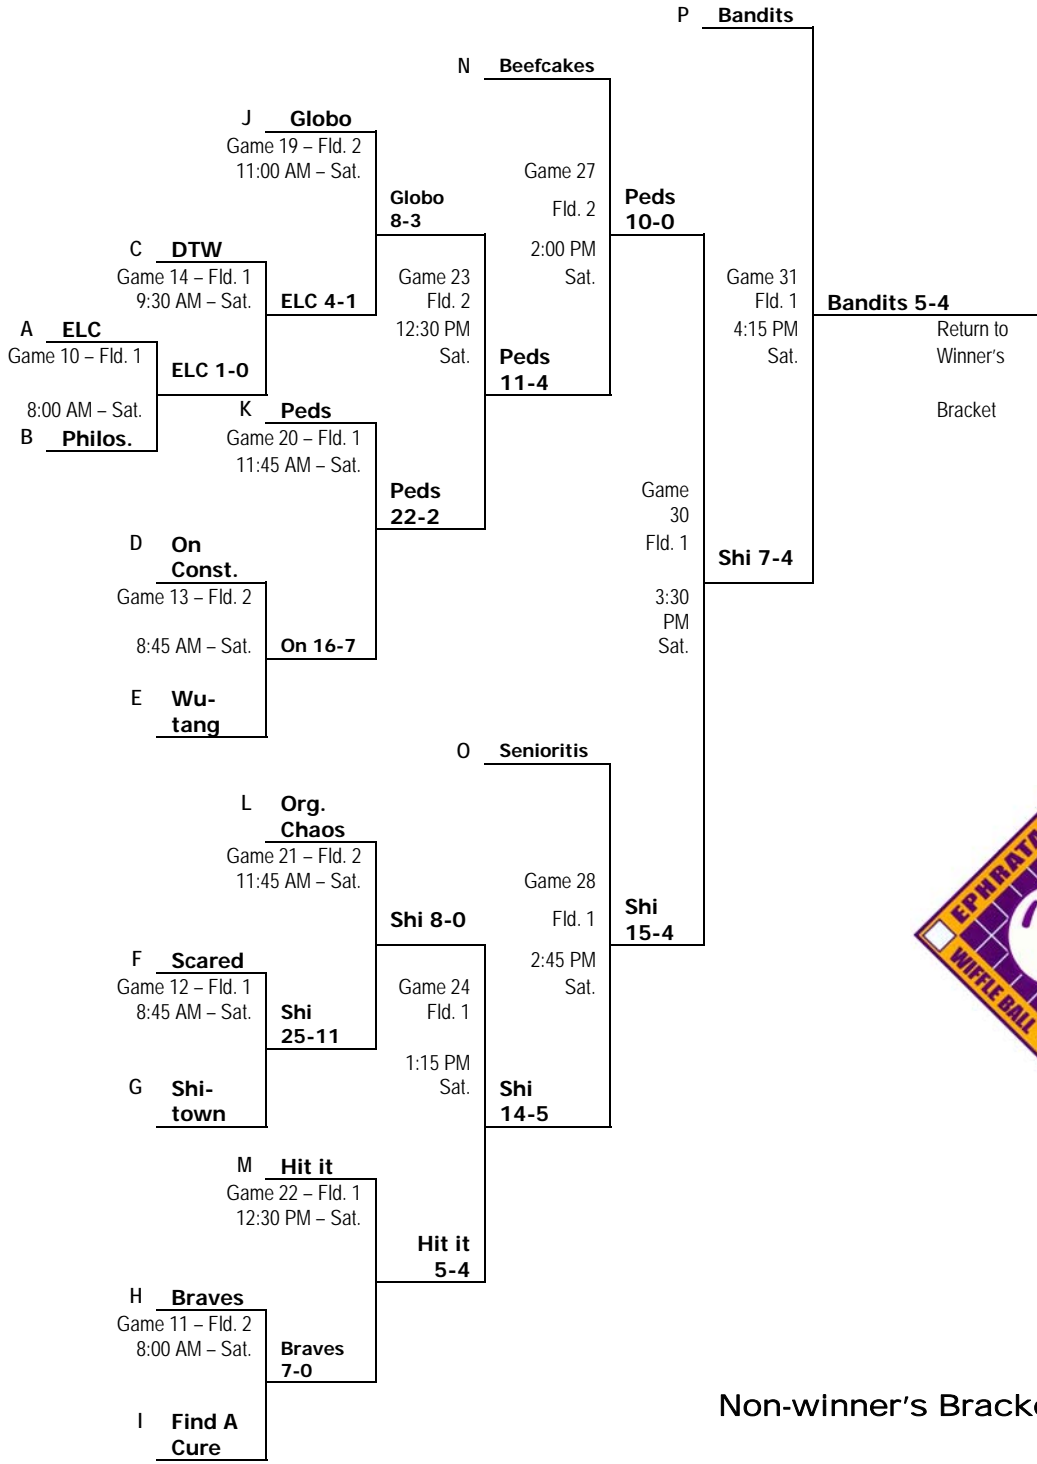 P Bandits
N Beefcakes
J Globo
Game 19 – Fld. 2
11:00 AM – Sat.
Game 27
Globo
8-3
Fld. 2
Peds
10-0
C DTW
2:00 PM
Game 14 – Fld. 1
Game 23
Sat.
Game 31
9:30 AM – Sat.
ELC 4-1
Fld. 2
Fld. 1
Bandits 5-4
A ELC
12:30 PM
4:15 PM
Return to
Game 10 – Fld. 1
Sat.
Peds
11-4
Sat.
Winner's
ELC 1-0
8:00 AM – Sat.
K Peds
Bracket
B Philos.
Game 20 – Fld. 1
11:45 AM – Sat.
Peds
22-2
Game
30
D On
Const.
Fld. 1
Shi 7-4
Game 13 – Fld. 2
3:30
PM
8:45 AM – Sat.
On 16-7
Sat.
E Wu-
tang
O Senioritis
L Org.
Chaos
Game 21 – Fld. 2
11:45 AM – Sat.
Game 28
Shi 8-0
Fld. 1
Shi
15-4
F Scared
2:45 PM
Game 12 – Fld. 1
Game 24
Sat.
8:45 AM – Sat.
Shi
25-11
Fld. 1
1:15 PM
G Shi-
town
Sat.
Shi
14-5
M Hit it
Game 22 – Fld. 1
12:30 PM – Sat.
Hit it
5-4
H Braves
Game 11 – Fld. 2
8:00 AM – Sat.
Braves
7-0
I Find A
Cure
EPHRATA
WIFFLE BALL
Non-winner's Bracke